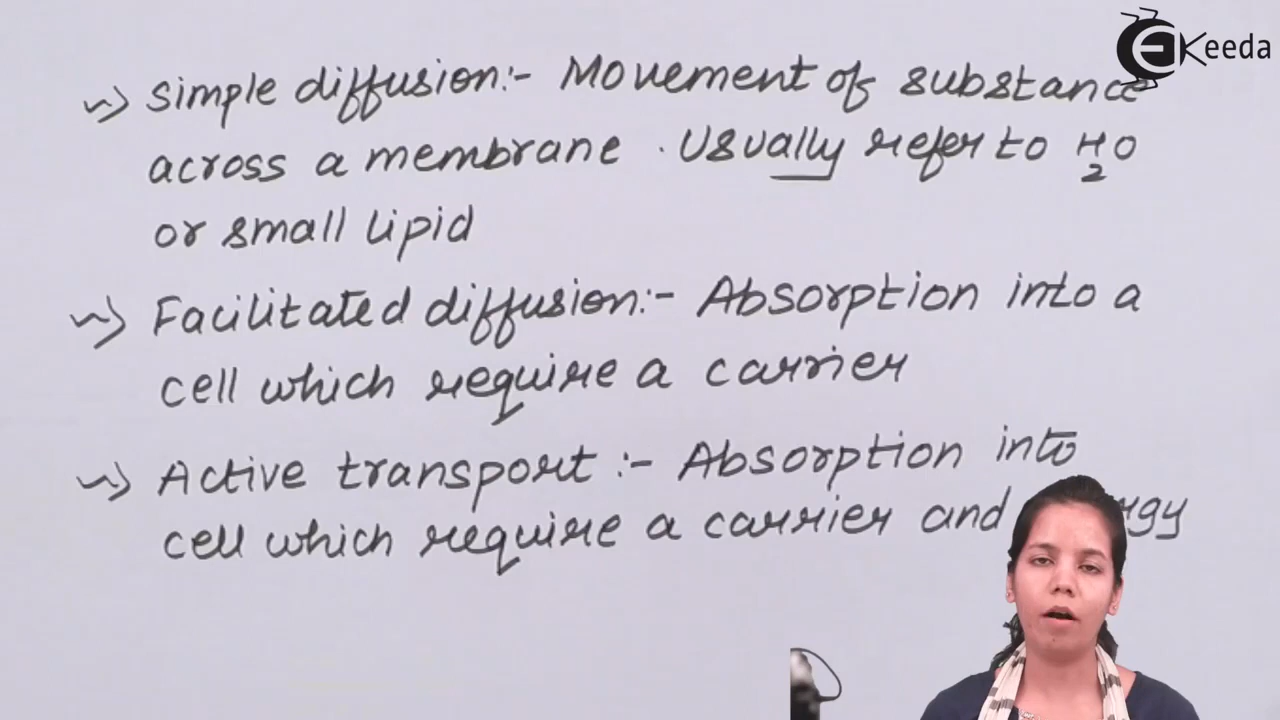 EKeeda
Simple diffusion:- Movement of substance
across a membrane. Usually refer to H2O
or small lipid
Facilitated diffusion:- Absorption into a
cell which require a carrier
Active transport:- Absorption into
cell which require a carrier and